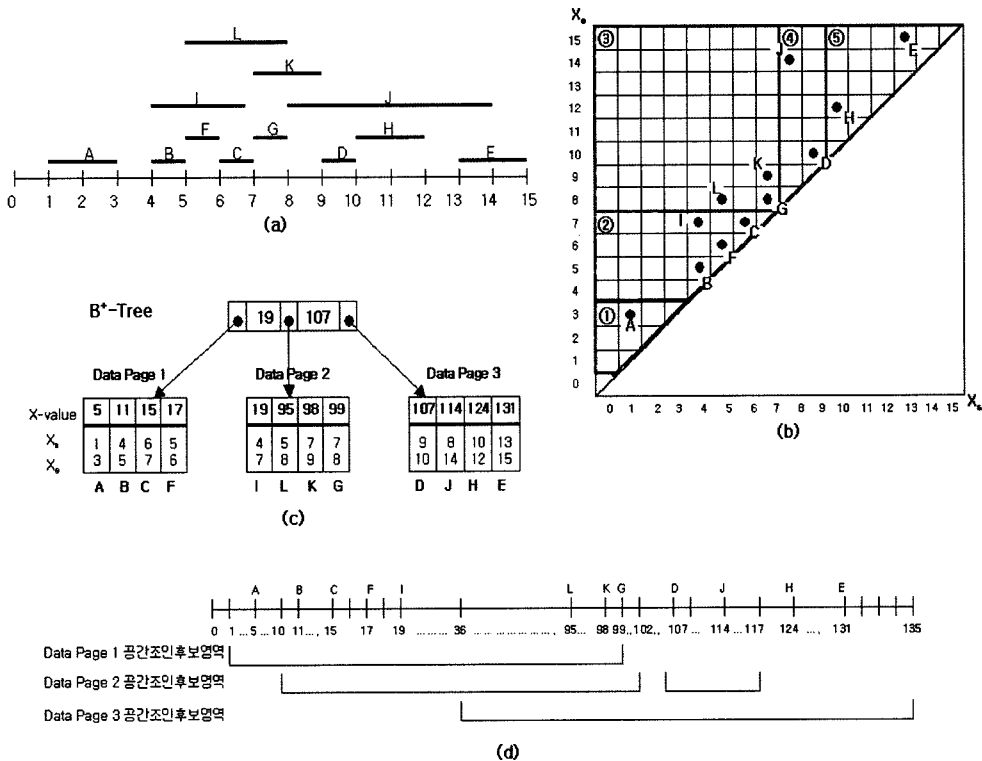 L
K
I J
F G H
A B C D E
0 1 2 3 4 5 6 7 8 9 10 11 12 13 14 15
(a)
Xe
15 ③ ④ ⑤ E
14 J
13
12 H
11
10 K D
9 L
8 G
7 ② I C
6 F
5 B
4
3 ① A
2
1
0
0 1 2 3 4 5 6 7 8 9 10 11 12 13 14 15 Xs
(b)
B+-Tree
19 107
Data Page 1 Data Page 2 Data Page 3
X-value 5 11 15 17 19 95 98 99 107 114 124 131
Xs 1 4 6 5 4 5 7 7 9 8 10 13
Xe 3 5 7 6 7 8 9 8 10 14 12 15
A B C F I L K G D J H E
(c)
A B C F I L K G D J H E
0 1 ...5 ...10 11...., 15 17 19 ......... 36 .. ... ... ... ... ... ..., 95... 98 99,.,102,., 107 ... 114 ...117 124 ..., 131 135
Data Page 1 공간조인후보영역
Data Page 2 공간조인후보영역
Data Page 3 공간조인후보영역
(d)